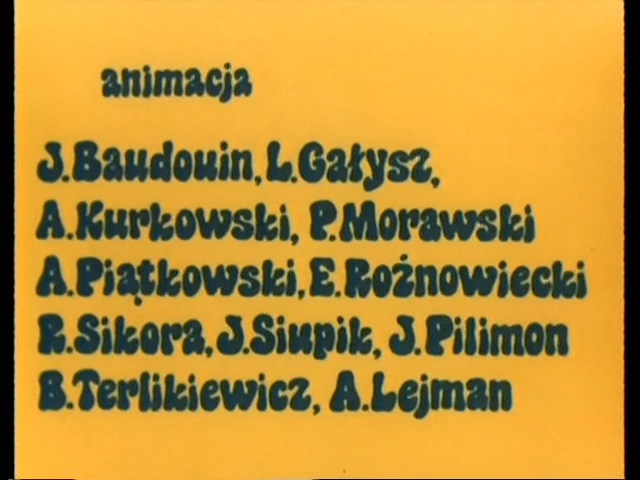 animacja
J.Baudouin, L.Gałysz,
A.Kurkowski, P.Morawski
A.Piątkowski, E.Rożnowiecki
R.Sikora, J.Siupik, J.Pilimon
B.Terlikiewicz, A.Lejman